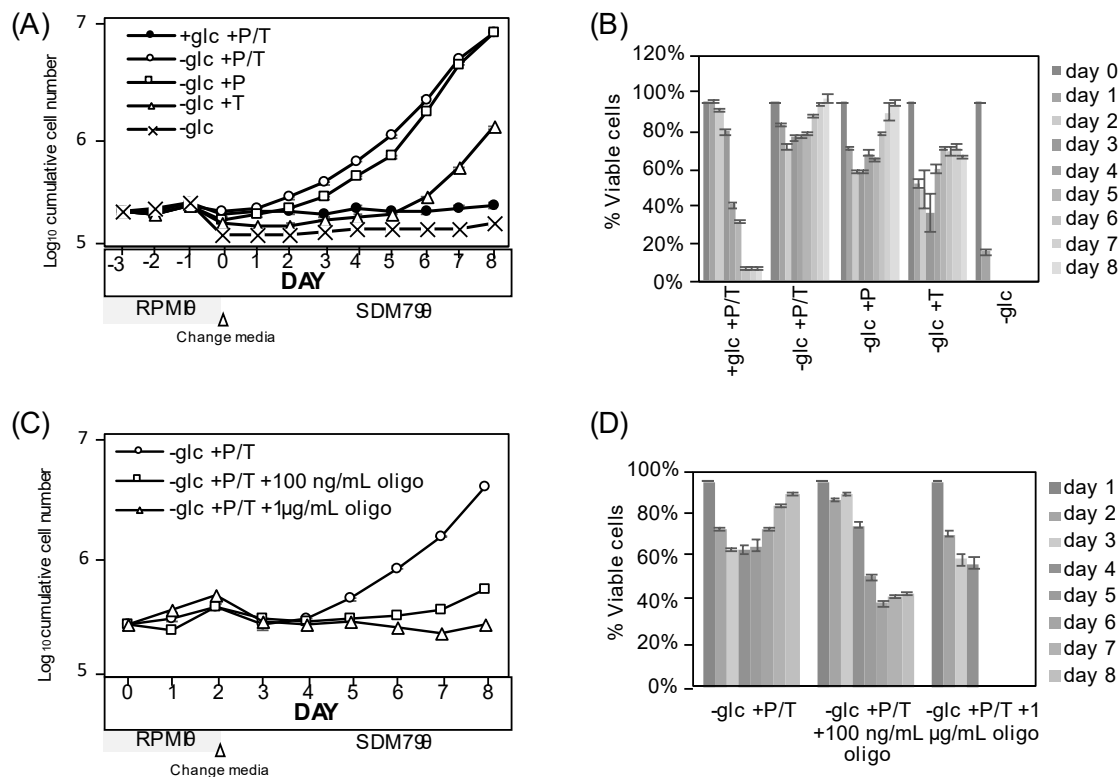 (A)
7
6
5
Log10 cumulative cell number
+glc +P/T
-glc +P/T
-glc +P
-glc +T
-glc
-3 -2 -1 0 1 2 3 4 5 6 7 8
DAY
RPMIθ
SDM79θ
Change media
(B)
120%
100%
80%
60%
40%
20%
0%
% Viable cells
+glc +P/T
-glc +P/T
-glc +P
-glc +T
-glc
day 0
day 1
day 2
day 3
day 4
day 5
day 6
day 7
day 8
(C)
7
6
5
Log10 cumulative cell number
-glc +P/T
-glc +P/T +100 ng/mL oligo
-glc +P/T +1µg/mL oligo
0 1 2 3 4 5 6 7 8
DAY
RPMIθ
SDM79θ
Change media
(D)
100%
80%
60%
40%
20%
0%
% Viable cells
-glc +P/T
-glc +P/T
+100 ng/mL
oligo
-glc +P/T +1
µg/mL oligo
day 1
day 2
day 3
day 4
day 5
day 6
day 7
day 8